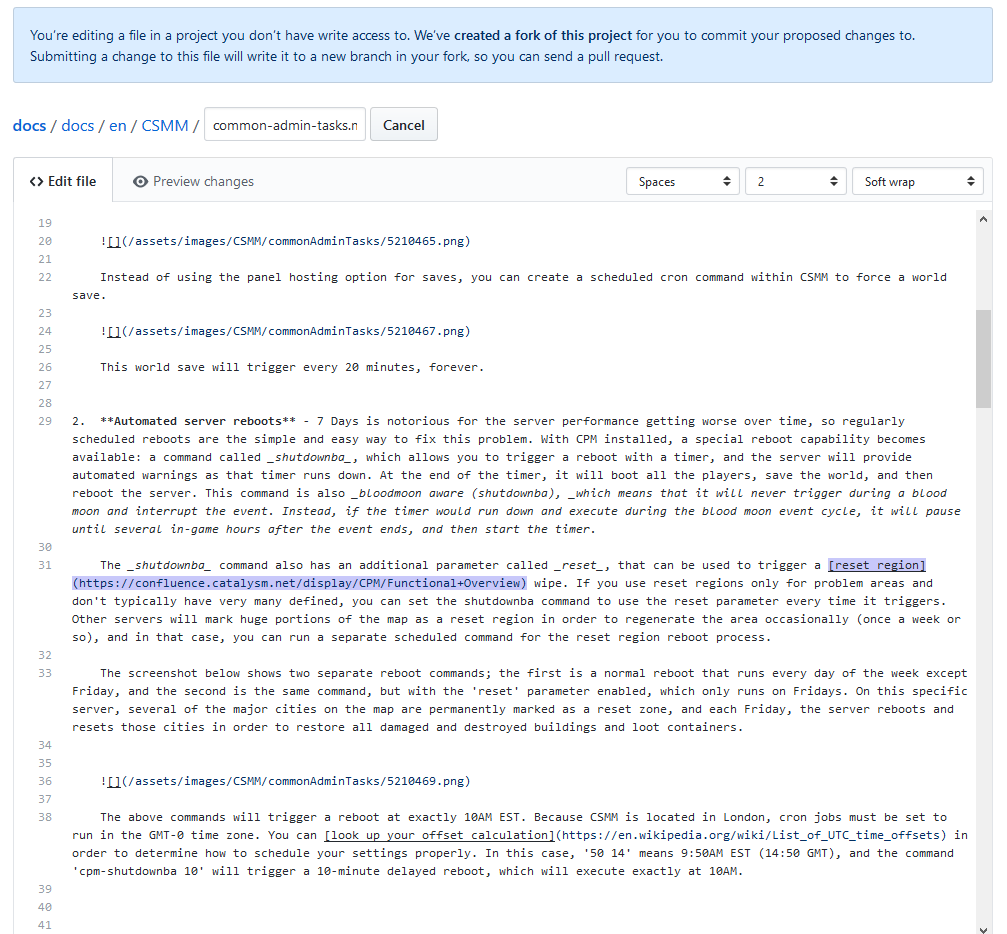 You're editing a file in a project you don't have write access to. We've created a fork of this project for you to commit your proposed changes to.
Submitting a change to this file will write it to a new branch in your fork, so you can send a pull request.
docs / docs / en / CSMM / common-admin-tasks.n Cancel
<> Edit file Preview changes Spaces 2 Soft wrap
19
20 ![](/assets/images/CSMM/commonAdminTasks/5210465.png)
21
22 Instead of using the panel hosting option for saves, you can create a scheduled cron command within CSMM to force a world
save.
23
24 ![](/assets/images/CSMM/commonAdminTasks/5210467.png)
25
26 This world save will trigger every 20 minutes, forever.
27
28
29 2. **Automated server reboots** - 7 Days is notorious for the server performance getting worse over time, so regularly
scheduled reboots are the simple and easy way to fix this problem. With CPM installed, a special reboot capability becomes
available: a command called _shutdownba_, which allows you to trigger a reboot with a timer, and the server will provide
automated warnings as that timer runs down. At the end of the timer, it will boot all the players, save the world, and then
reboot the server. This command is also _bloodmoon aware (shutdownba), _which means that it will never trigger during a blood
moon and interrupt the event. Instead, if the timer would run down and execute during the blood moon event cycle, it will pause
until several in-game hours after the event ends, and then start the timer.
30
31 The _shutdownba_ command also has an additional parameter called _reset_, that can be used to trigger a [reset region]
(https://confluence.catalysm.net/display/CPM/Functional+Overview) wipe. If you use reset regions only for problem areas and
don't typically have very many defined, you can set the shutdownba command to use the reset parameter every time it triggers.
Other servers will mark huge portions of the map as a reset region in order to regenerate the area occasionally (once a week or
so), and in that case, you can run a separate scheduled command for the reset region reboot process.
32
33 The screenshot below shows two separate reboot commands; the first is a normal reboot that runs every day of the week except
Friday, and the second is the same command, but with the 'reset' parameter enabled, which only runs on Fridays. On this specific
server, several of the major cities on the map are permanently marked as a reset zone, and each Friday, the server reboots and
resets those cities in order to restore all damaged and destroyed buildings and loot containers.
34
35
36 ![](/assets/images/CSMM/commonAdminTasks/5210469.png)
37
38 The above commands will trigger a reboot at exactly 10AM EST. Because CSMM is located in London, cron jobs must be set to
run in the GMT-0 time zone. You can [look up your offset calculation](https://en.wikipedia.org/wiki/List_of_UTC_time_offsets) in
order to determine how to schedule your settings properly. In this case, '50 14' means 9:50AM EST (14:50 GMT), and the command
'cpm-shutdownba 10' will trigger a 10-minute delayed reboot, which will execute exactly at 10AM.
39
40
41